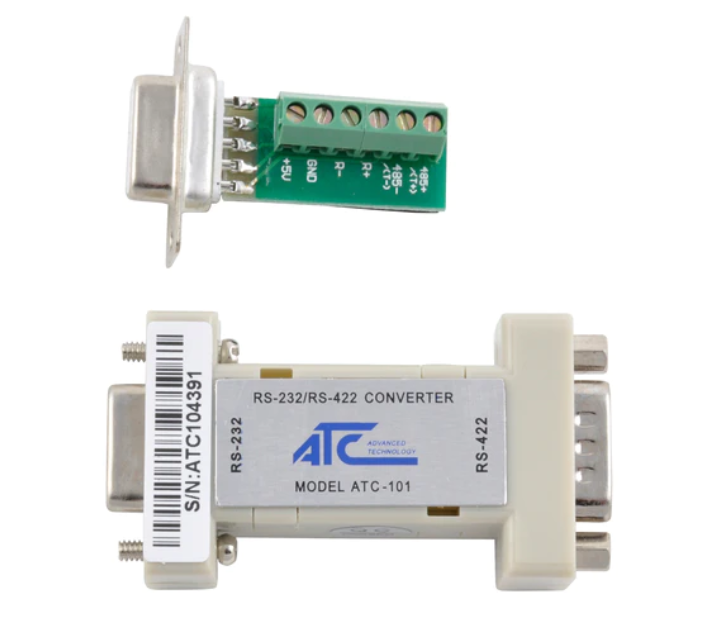 +5V
GND
R-
R+
485-
/(T-)
485+
/(T+)
S/N:ATC104391
RS-232/RS-422 CONVERTER
RS-232
ATC
ADVANCED
TECHNOLOGY
RS-422
MODEL ATC-101